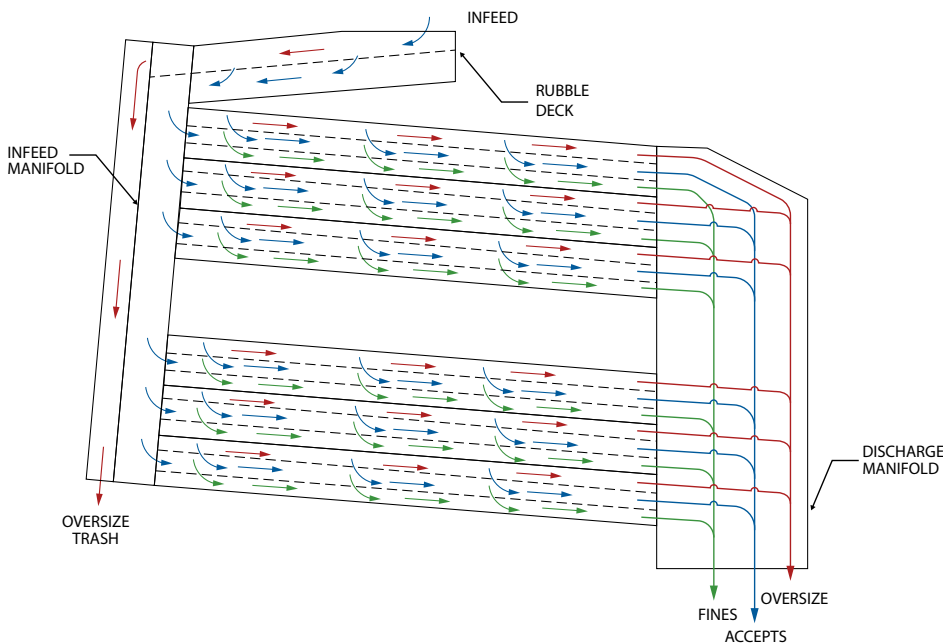 INFEED
RUBBLE
DECK
INFEED
MANIFOLD
DISCHARGE
MANIFOLD
OVERSIZE
TRASH
FINES
ACCEPTS
OVERSIZE